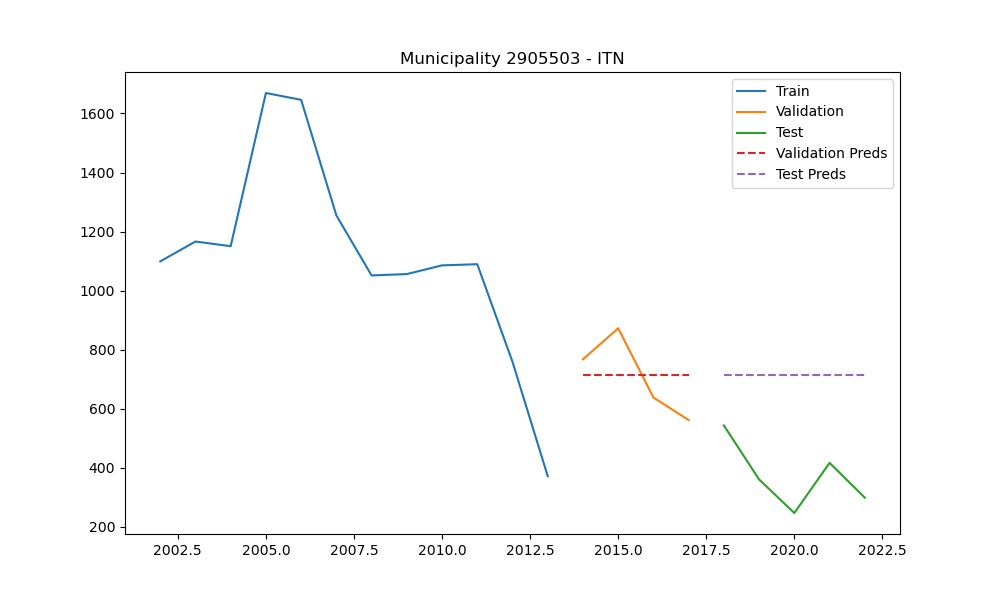 Municipality 2905503 - ITN
1600
1400
1200
1000
800
600
400
200
2002.5 2005.0 2007.5 2010.0 2012.5 2015.0 2017.5 2020.0 2022.5
Train
Validation
Test
Validation Preds
Test Preds